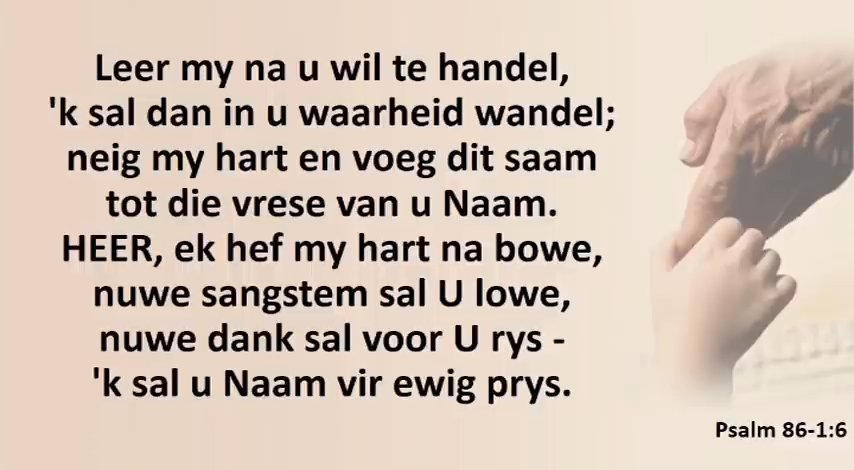 Leer my na u wil te handel,
'k sal dan in u waarheid wandel;
neig my hart en voeg dit saam
tot die vrese van u Naam.
HEER, ek hef my hart na bowe,
nuwe sangstem sal U lowe,
nuwe dank sal voor U rys -
'k sal u Naam vir ewig prys.
Psalm 86-1:6